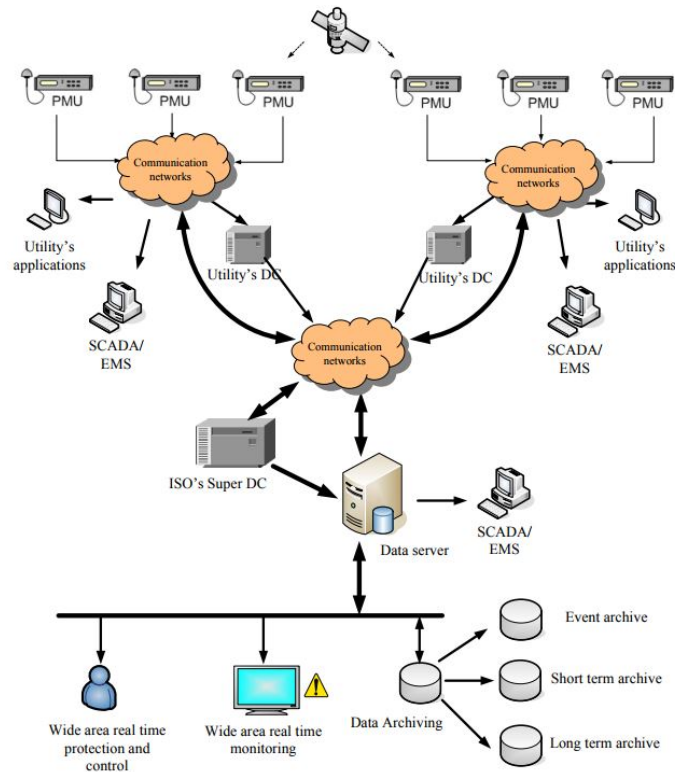 PMU
PMU
PMU
PMU
PMU
PMU
Communication
networks
Communication
networks
Utility's
applications
Utility's DC
Utility's DC
Utility's
applications
SCADA/
EMS
Communication
networks
SCADA/
EMS
ISO's Super DC
Data server
SCADA/
EMS
Event archive
Short term archive
Long term archive
Data Archiving
Wide area real time
protection and
control
Wide area real time
monitoring